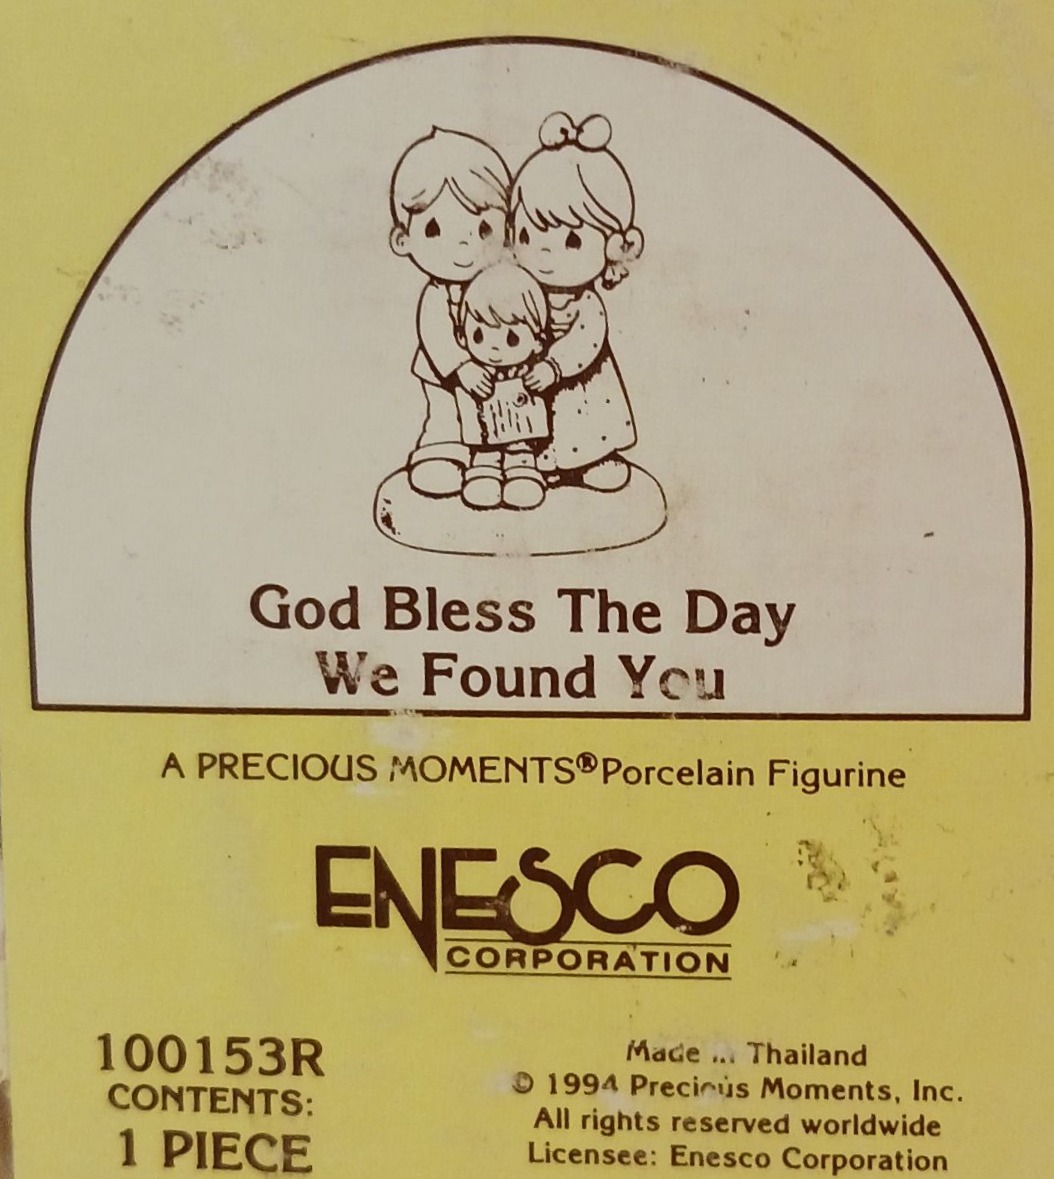 God Bless The Day
We Found You
A PRECIOUS MOMENTS® Porcelain Figurine
ENESCO
CORPORATION
100153R
CONTENTS:
1 PIECE
Made in Thailand
© 1994 Precious Moments, Inc.
All rights reserved worldwide
Licensee: Enesco Corporation